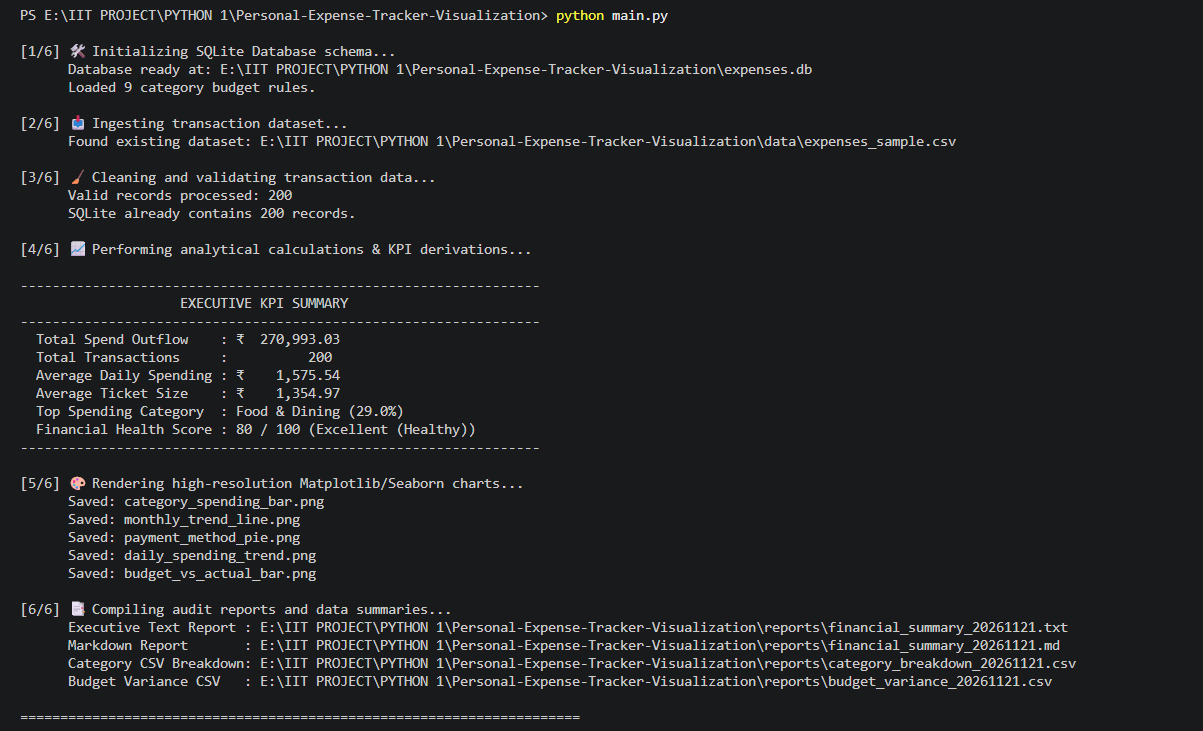 PS E:\IIT PROJECT\PYTHON 1\Personal-Expense-Tracker-Visualization> python main.py
[1/6] 🛠 Initializing SQLite Database schema...
Database ready at: E:\IIT PROJECT\PYTHON 1\Personal-Expense-Tracker-Visualization\expenses.db
Loaded 9 category budget rules.
[2/6] 📥 Ingesting transaction dataset...
Found existing dataset: E:\IIT PROJECT\PYTHON 1\Personal-Expense-Tracker-Visualization\data\expenses_sample.csv
[3/6] 🧹 Cleaning and validating transaction data...
Valid records processed: 200
SQLite already contains 200 records.
[4/6] 📈 Performing analytical calculations & KPI derivations...
-----------------------------------------------------------------
EXECUTIVE KPI SUMMARY
-----------------------------------------------------------------
Total Spend Outflow    : ₹  270,993.03
Total Transactions     :          200
Average Daily Spending : ₹    1,575.54
Average Ticket Size    : ₹    1,354.97
Top Spending Category  : Food & Dining (29.0%)
Financial Health Score : 80 / 100 (Excellent (Healthy))
-----------------------------------------------------------------
[5/6] 🎨 Rendering high-resolution Matplotlib/Seaborn charts...
Saved: category_spending_bar.png
Saved: monthly_trend_line.png
Saved: payment_method_pie.png
Saved: daily_spending_trend.png
Saved: budget_vs_actual_bar.png
[6/6] 📑 Compiling audit reports and data summaries...
Executive Text Report : E:\IIT PROJECT\PYTHON 1\Personal-Expense-Tracker-Visualization\reports\financial_summary_20261121.txt
Markdown Report       : E:\IIT PROJECT\PYTHON 1\Personal-Expense-Tracker-Visualization\reports\financial_summary_20261121.md
Category CSV Breakdown: E:\IIT PROJECT\PYTHON 1\Personal-Expense-Tracker-Visualization\reports\category_breakdown_20261121.csv
Budget Variance CSV   : E:\IIT PROJECT\PYTHON 1\Personal-Expense-Tracker-Visualization\reports\budget_variance_20261121.csv
======================================================================